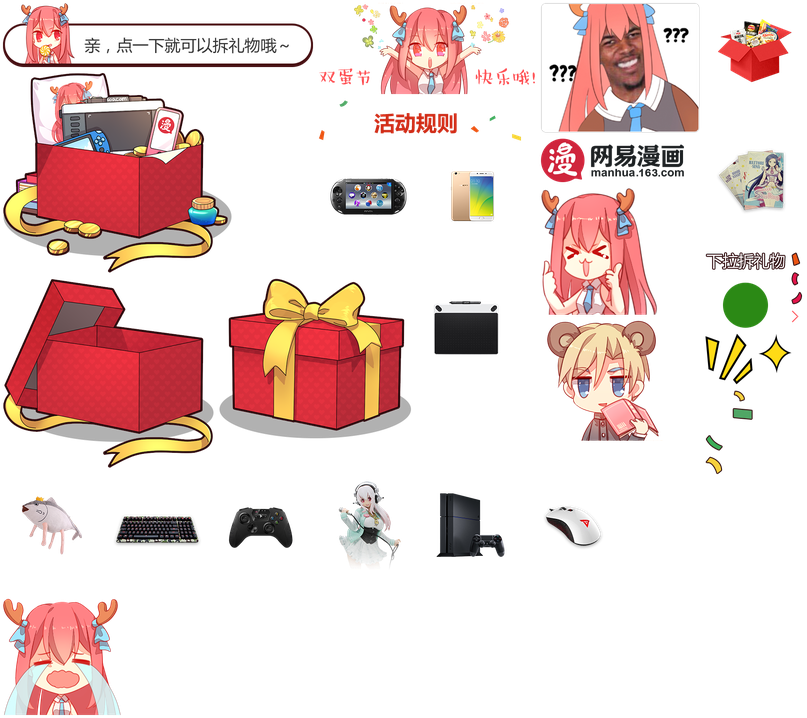 亲，点一下就可以拆礼物哦～
双蛋节 快乐哦!
???
???
活动规则
漫
漫 网易漫画
manhua.163.com
下拉拆礼物